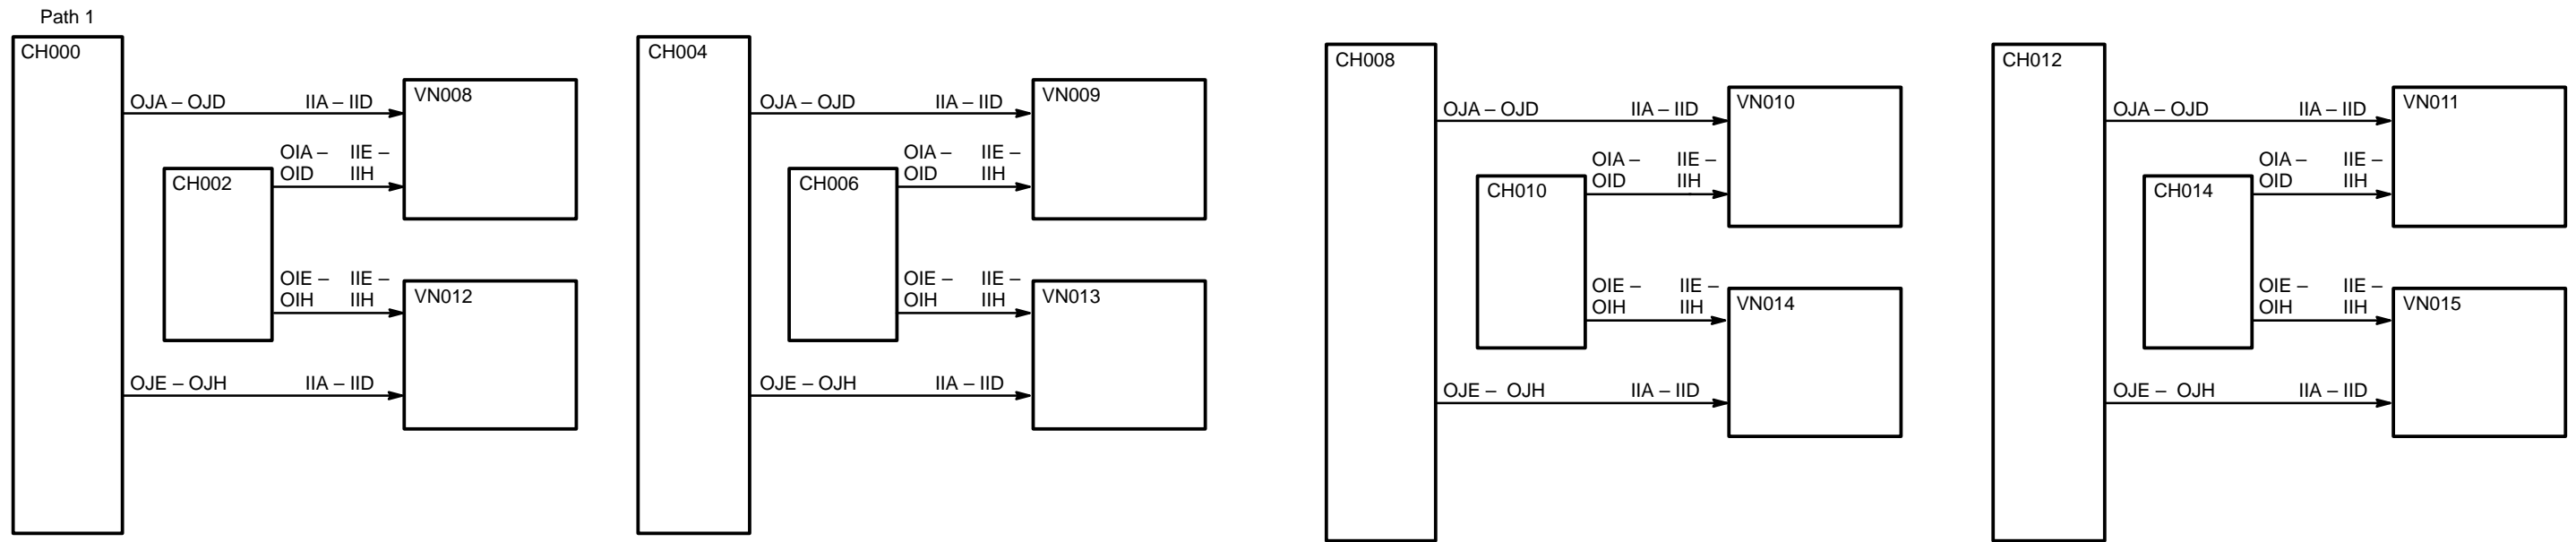 Path 1
CH000
OJA – OJD IIA – IID
VN008
CH002
OIA – IIE –
OID IIH
OIE – IIE –
OIH IIH
VN012
OJE – OJH IIA – IID
CH004
OJA – OJD IIA – IID
VN009
CH006
OIA – IIE –
OID IIH
OIE – IIE –
OIH IIH
VN013
OJE – OJH IIA – IID
CH008
OJA – OJD IIA – IID
VN010
CH010
OIA – IIE –
OID IIH
OIE – IIE –
OIH IIH
VN014
OJE – OJH IIA – IID
CH012
OJA – OJD IIA – IID
VN011
CH014
OIA – IIE –
OID IIH
OIE – IIE –
OIH IIH
VN015
OJE – OJH IIA – IID